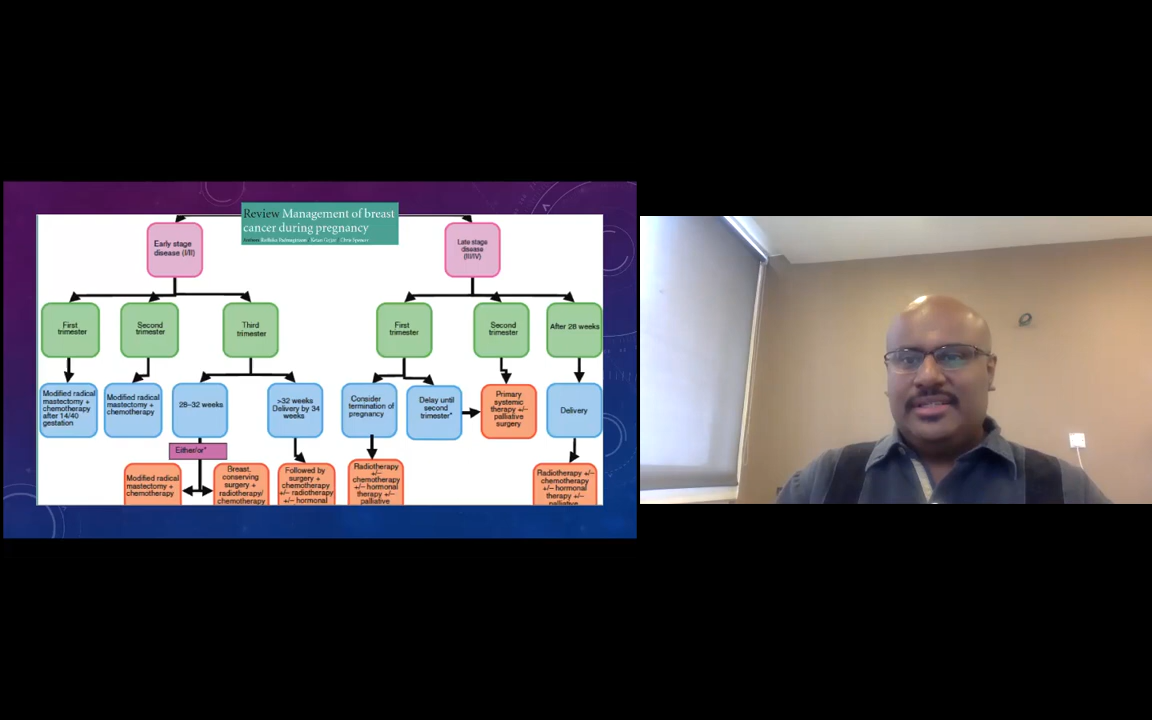 Review Management of breast
cancer during pregnancy
Early stage
disease (I/II)
Late stage
disease
(III/IV)
First
trimester
Second
trimester
Third
trimester
First
trimester
Second
trimester
After 28 weeks
Modified radical
mastectomy +
chemotherapy
after 14/40
gestation
Modified radical
mastectomy +
chemotherapy
28–32 weeks
>32 weeks
Delivery by 34
weeks
Consider
termination of
pregnancy
Delay until
second
trimester*
Primary
systemic
therapy +/–
palliative
surgery
Delivery
Either/or*
Modified radical
mastectomy +
chemotherapy
Breast
conserving
surgery +
radiotherapy/
chemotherapy
Followed by
surgery +
chemotherapy
+/– radiotherapy
+/– hormonal
Radiotherapy
+/–
chemotherapy
+/– hormonal
therapy +/–
palliative
Radiotherapy +/–
chemotherapy
+/– hormonal
therapy +/–
palliative